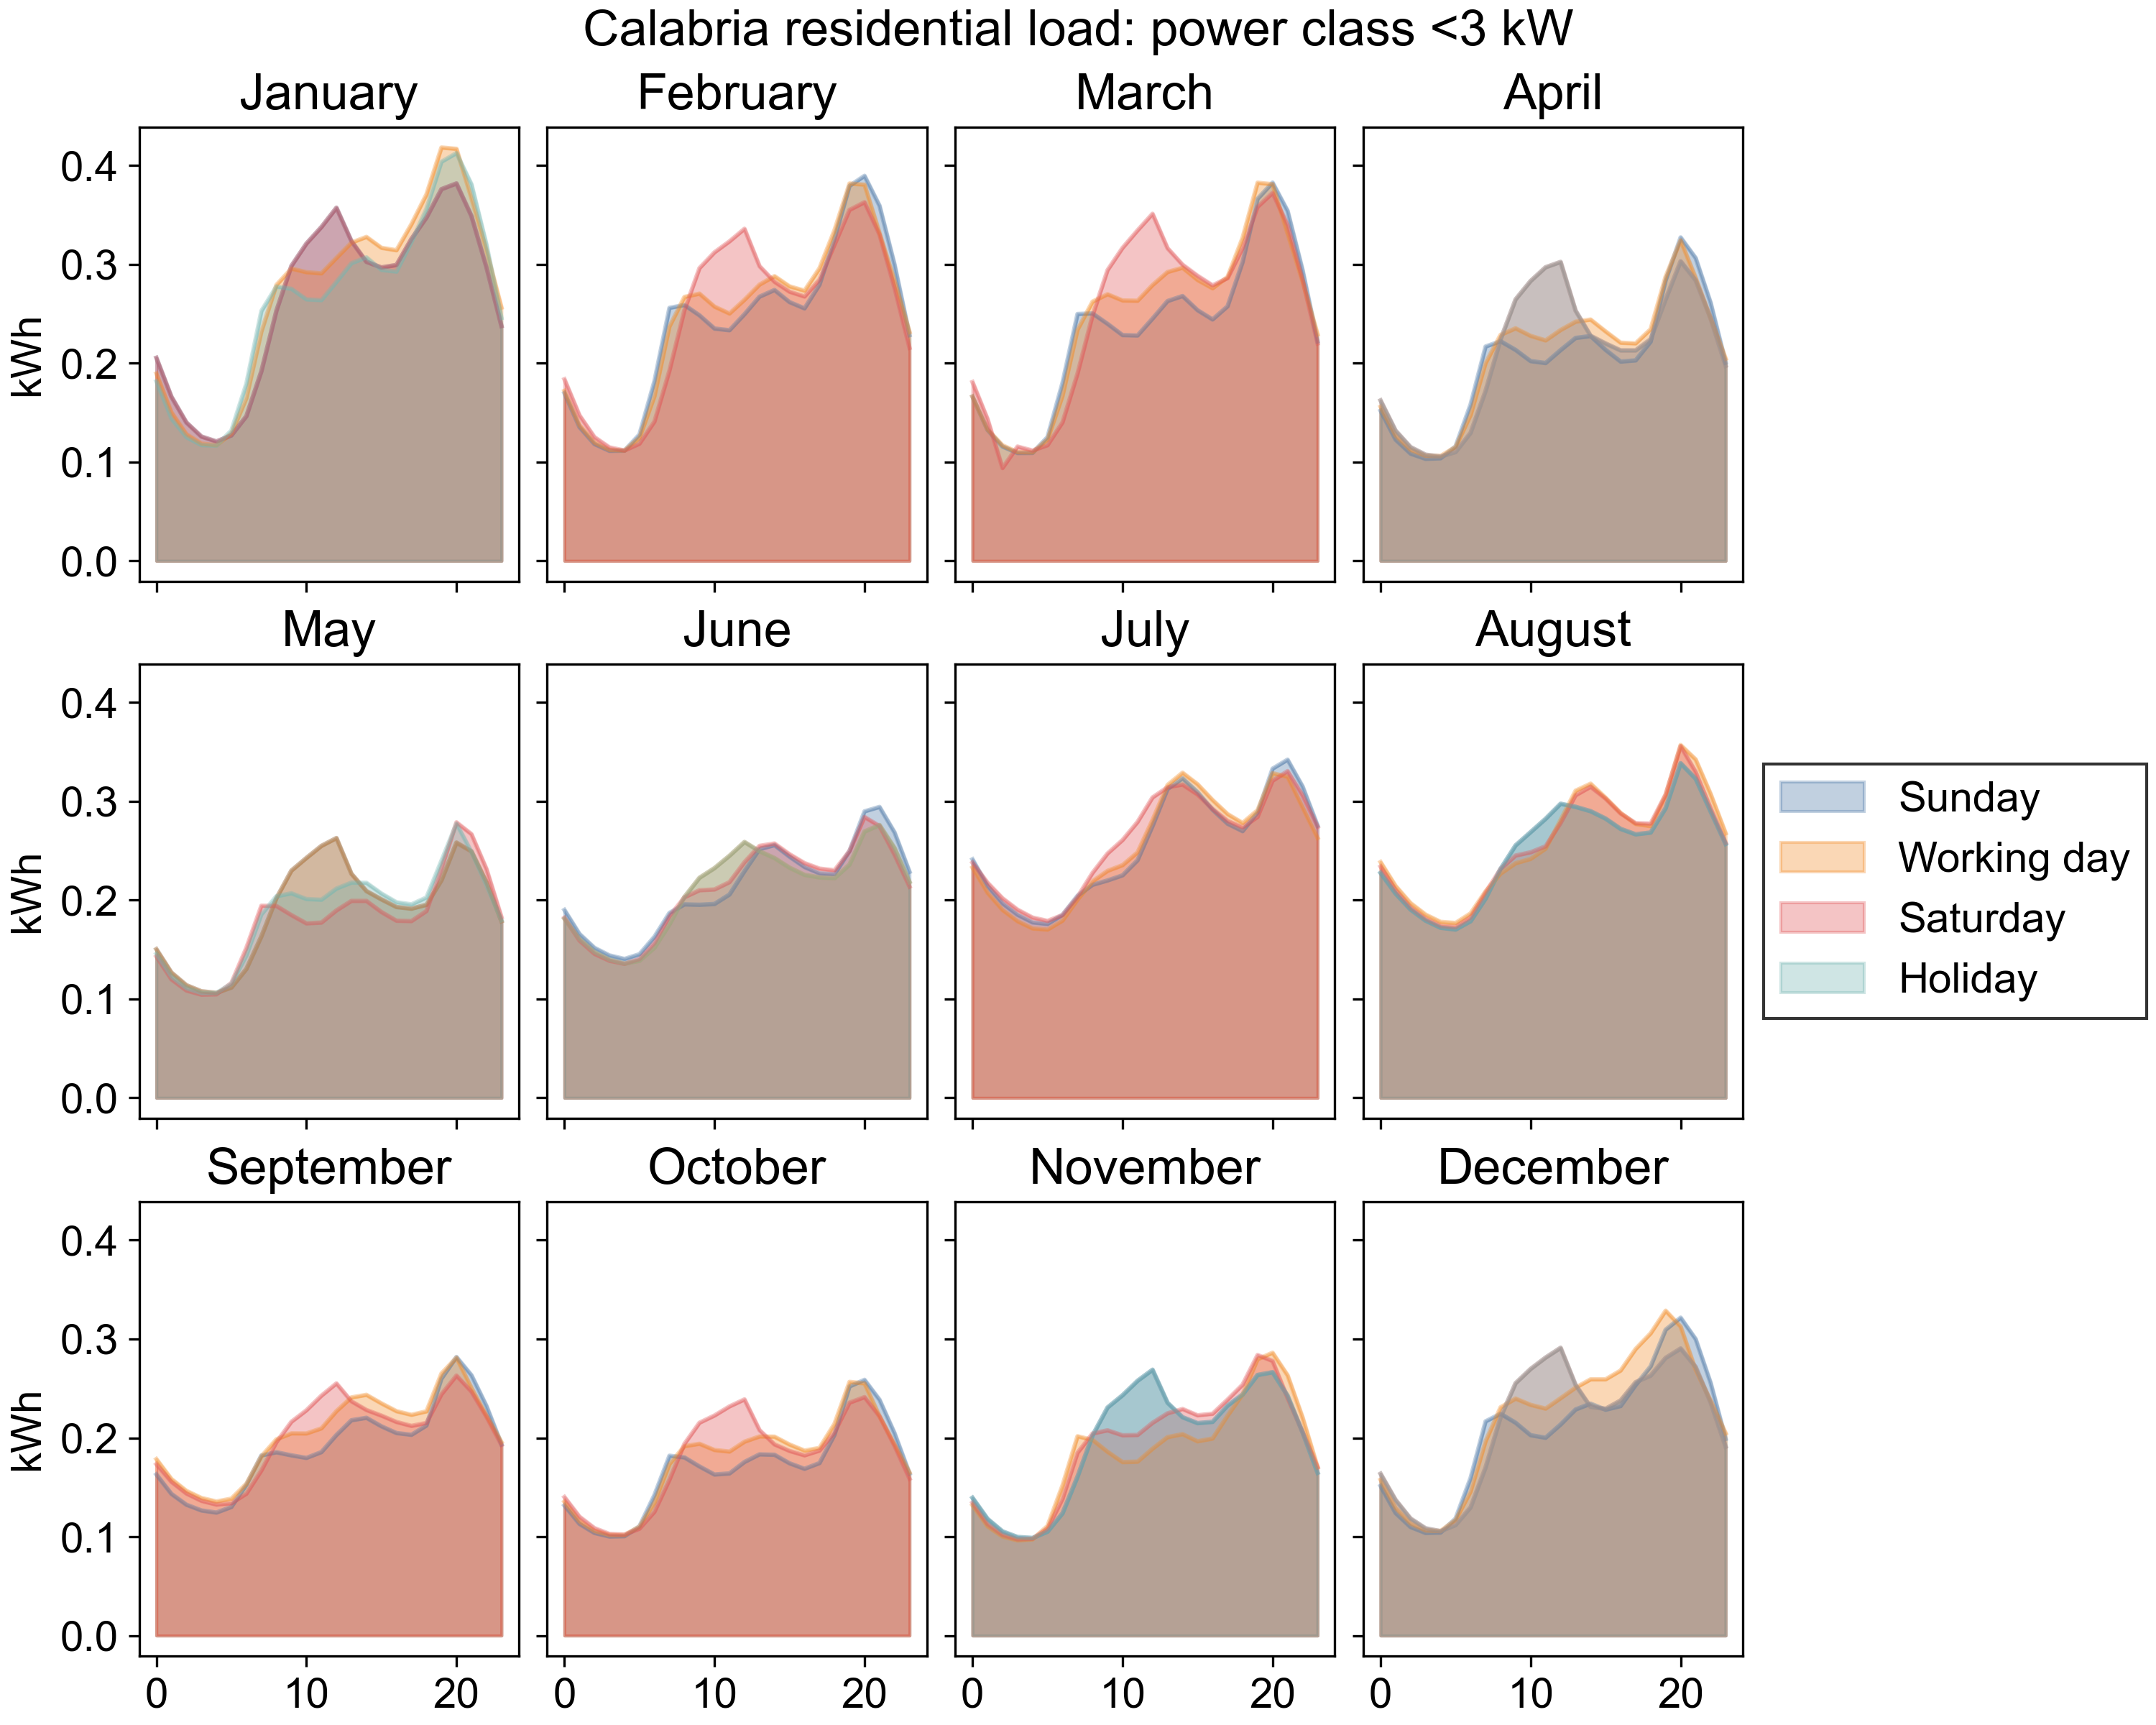 Calabria residential load: power class <3 kW
January February March April
kWh
0.4
0.3
0.2
0.1
0.0
May June July August
kWh
0.4
0.3
0.2
0.1
0.0
Sunday
Working day
Saturday
Holiday
September October November December
kWh
0.4
0.3
0.2
0.1
0.0
0 10 20 0 10 20 0 10 20 0 10 20